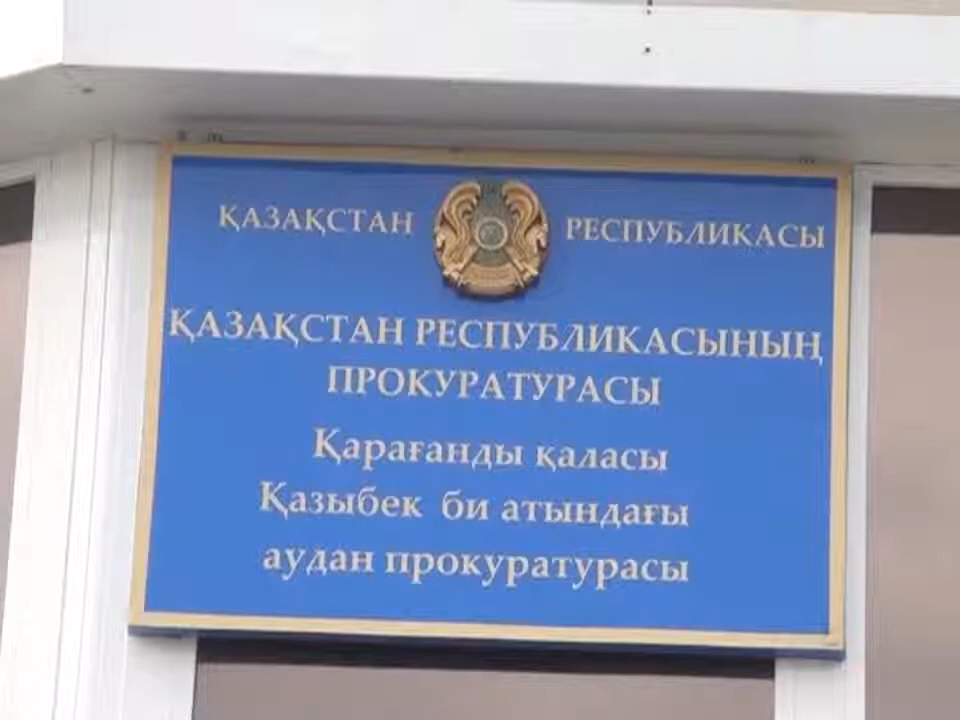 ҚАЗАҚСТАН РЕСПУБЛИКАСЫ
ҚАЗАҚСТАН РЕСПУБЛИКАСЫНЫҢ
ПРОКУРАТУРАСЫ
Қарағанды қаласы
Қазыбек би атындағы
аудан прокуратурасы